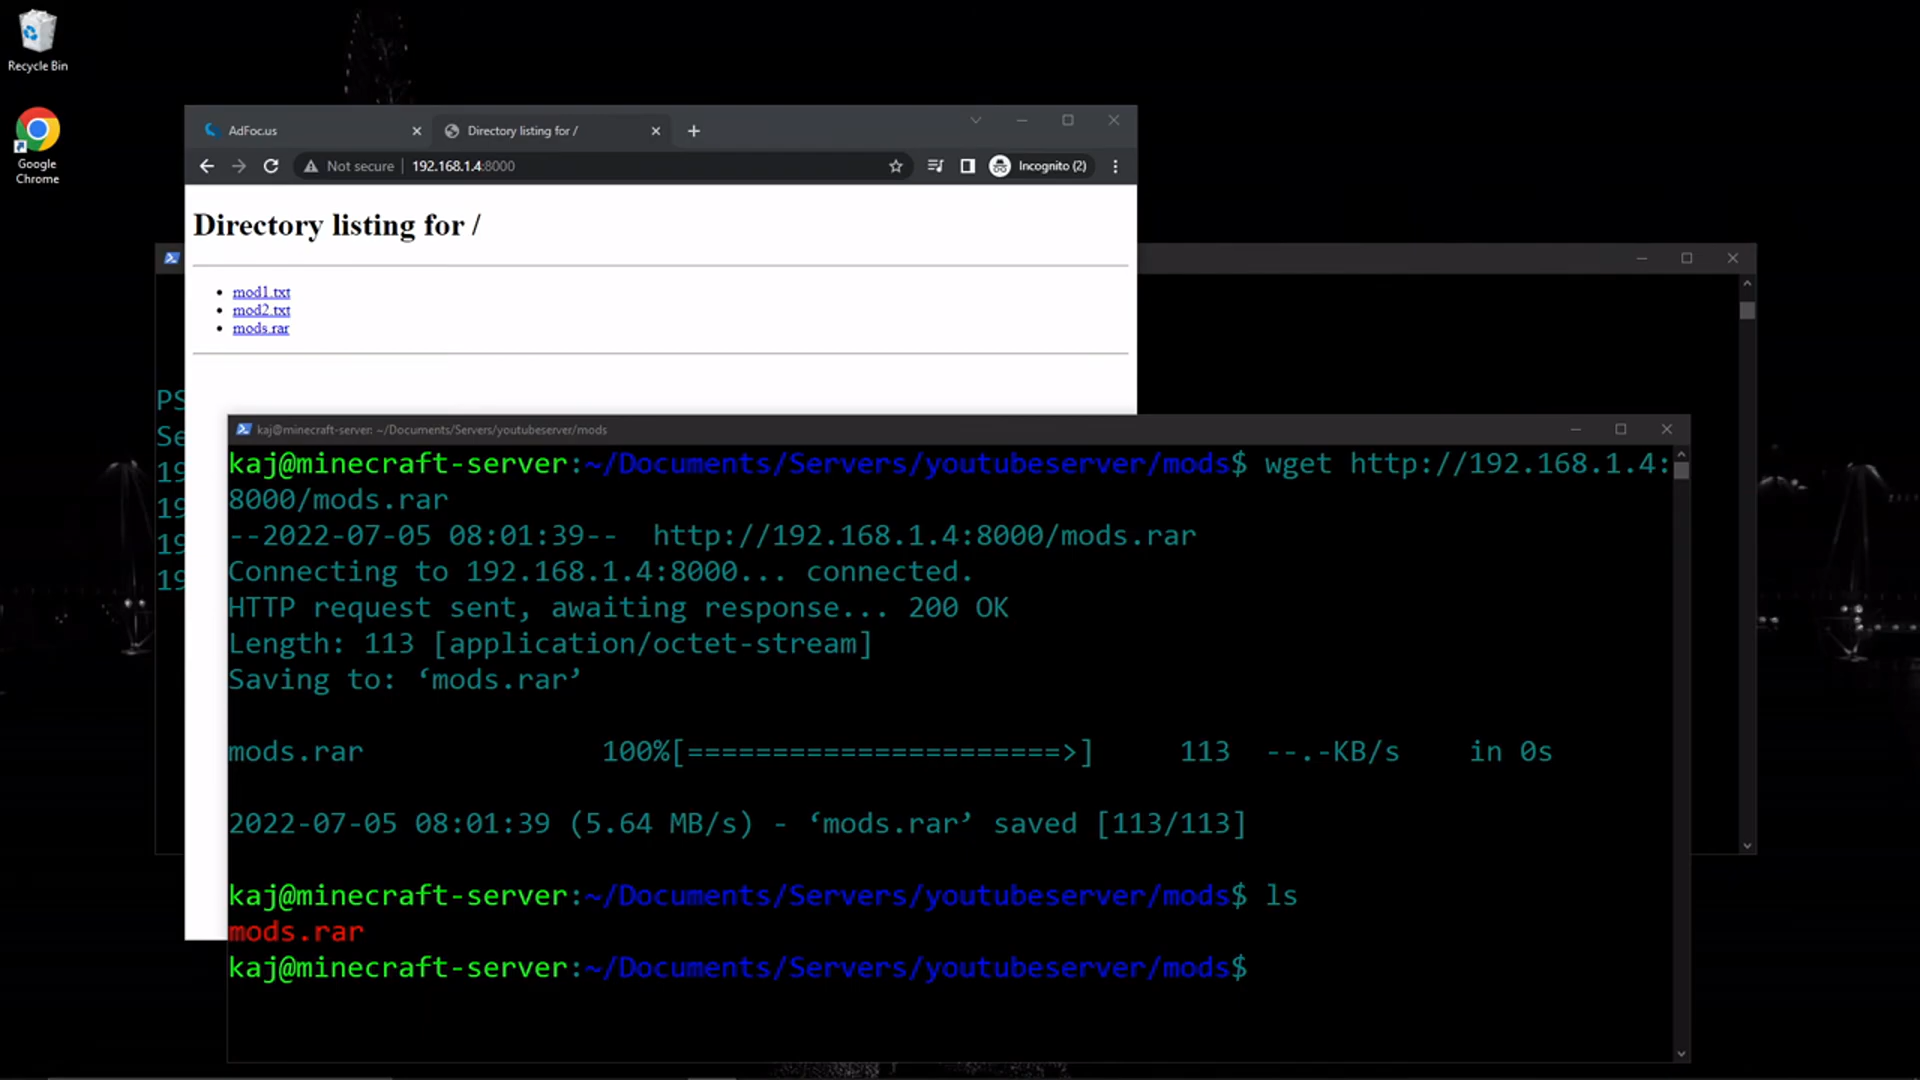 Recycle Bin
Google
Chrome
AdFoc.us
Directory listing for /
Not secure
192.168.1.4:8000
Incognito (2)
Directory listing for /
mod1.txt
mod2.txt
mods.rar
PS
Se
19
19
19
19
kaj@minecraft-server: ~/Documents/Servers/youtubeserver/mods
kaj@minecraft-server:~/Documents/Servers/youtubeserver/mods$ wget http://192.168.1.4:
8000/mods.rar
--2022-07-05 08:01:39--  http://192.168.1.4:8000/mods.rar
Connecting to 192.168.1.4:8000... connected.
HTTP request sent, awaiting response... 200 OK
Length: 113 [application/octet-stream]
Saving to: ‘mods.rar’
mods.rar 100%[======================>] 113 --.-KB/s in 0s
2022-07-05 08:01:39 (5.64 MB/s) - ‘mods.rar’ saved [113/113]
kaj@minecraft-server:~/Documents/Servers/youtubeserver/mods$ ls
mods.rar
kaj@minecraft-server:~/Documents/Servers/youtubeserver/mods$